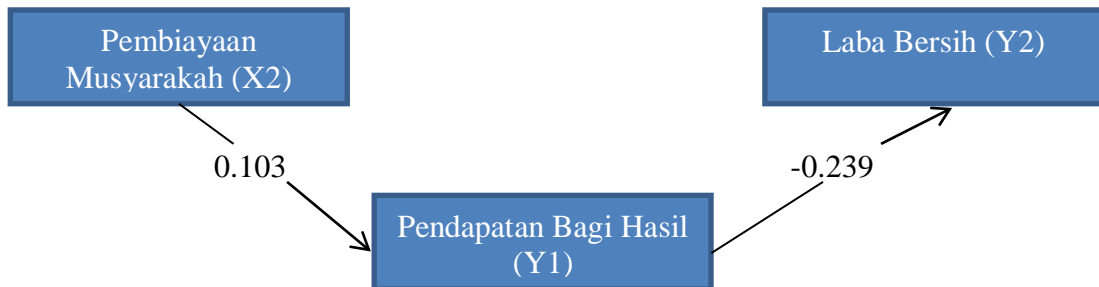 Pembiayaan
Musyarakah (X2)
Laba Bersih (Y2)
0.103
-0.239
Pendapatan Bagi Hasil
(Y1)